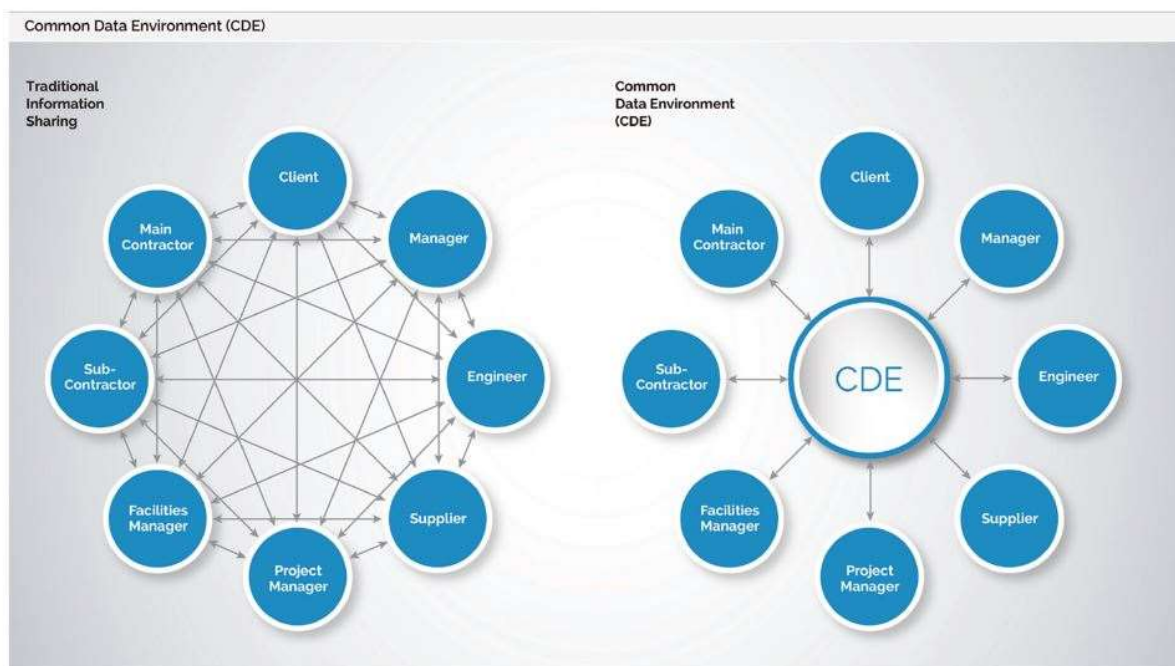 Common Data Environment (CDE)
Traditional
Information
Sharing
Client
Main
Contractor
Manager
Sub-
Contractor
Engineer
Facilities
Manager
Supplier
Project
Manager
Common
Data Environment
(CDE)
Client
Main
Contractor
Manager
Sub-
Contractor
CDE
Engineer
Facilities
Manager
Supplier
Project
Manager